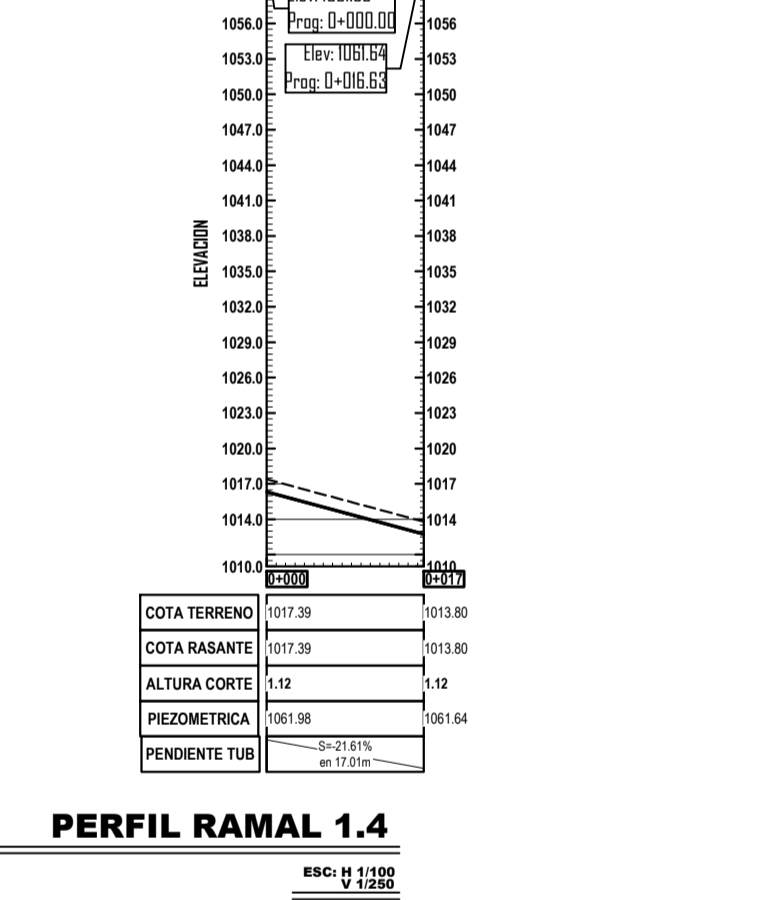 Prog: 0+000.00
1056.0
1056
Elev: 1061.64
1053.0
1053
Prog: 0+016.63
1050.0
1050
1047.0
1047
1044.0
1044
1041.0
1041
1038.0
1038
ELEVACION
1035.0
1035
1032.0
1032
1029.0
1029
1026.0
1026
1023.0
1023
1020.0
1020
1017.0
1017
1014.0
1014
1010.0
1010
0+000
0+017
COTA TERRENO 1017.39 1013.80
COTA RASANTE 1017.39 1013.80
ALTURA CORTE 1.12 1.12
PIEZOMETRICA 1061.98 1061.64
PENDIENTE TUB
S=-21.61%
en 17.01m
PERFIL RAMAL 1.4
ESC: H 1/100
V 1/250